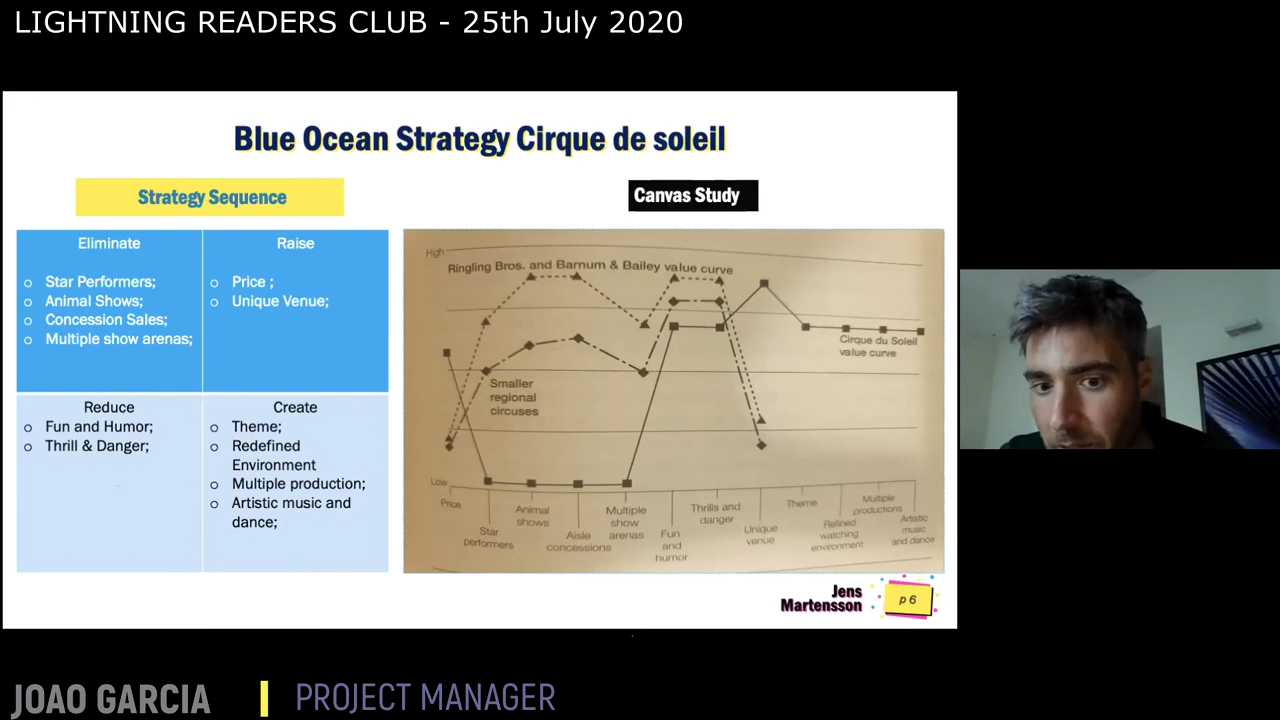 LIGHTNING READERS CLUB - 25th July 2020
Blue Ocean Strategy Cirque de soleil
Strategy Sequence
Canvas Study
Eliminate
Star Performers;
Animal Shows;
Concession Sales;
Multiple show arenas;
Raise
Price ;
Unique Venue;
Reduce
Fun and Humor;
Thrill & Danger;
Create
Theme;
Redefined
Environment
Multiple production;
Artistic music and
dance;
High
Ringling Bros. and Barnum & Bailey value curve
Cirque du Soleil
value curve
Smaller
regional
circuses
Low
Price
Star
performers
Animal
shows
Aisle
concessions
Multiple
show
arenas
Fun
and
humor
Thrills and
danger
Unique
venue
Theme
Refined
watching
environment
Multiple
productions
Artistic
music
and dance
Jens
Martensson
p 6
JOAO GARCIA
PROJECT MANAGER